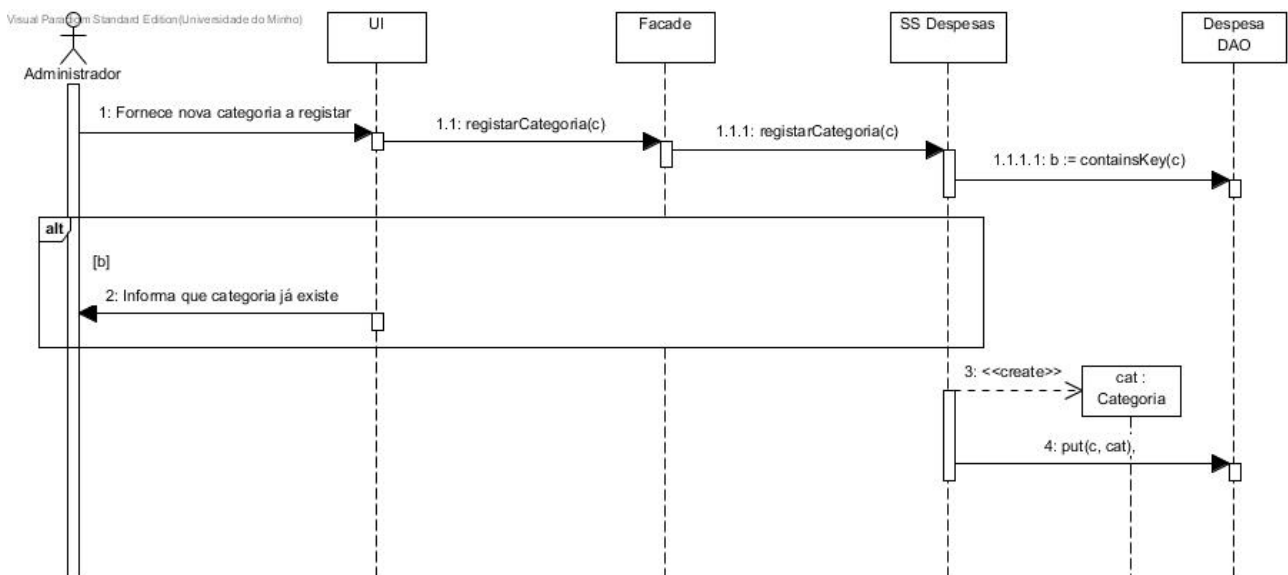 Visual Paradigm Standard Edition(Universidade do Minho)
UI
Facade
SS Despesas
Despesa
DAO
Administrador
1: Fornece nova categoria a registar
1.1: registarCategoria(c)
1.1.1: registarCategoria(c)
1.1.1.1: b := containsKey(c)
alt
[b]
2: Informa que categoria já existe
3: <<create>>
cat :
Categoria
4: put(c, cat),